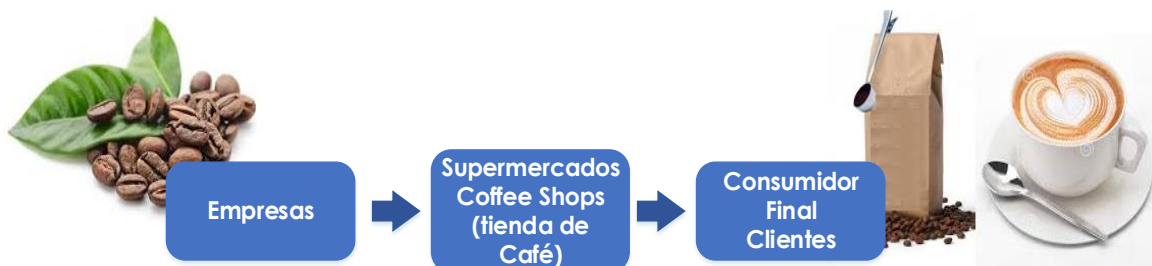 Empresas
Supermercados
Coffee Shops
(tienda de
Café)
Consumidor
Final
Clientes